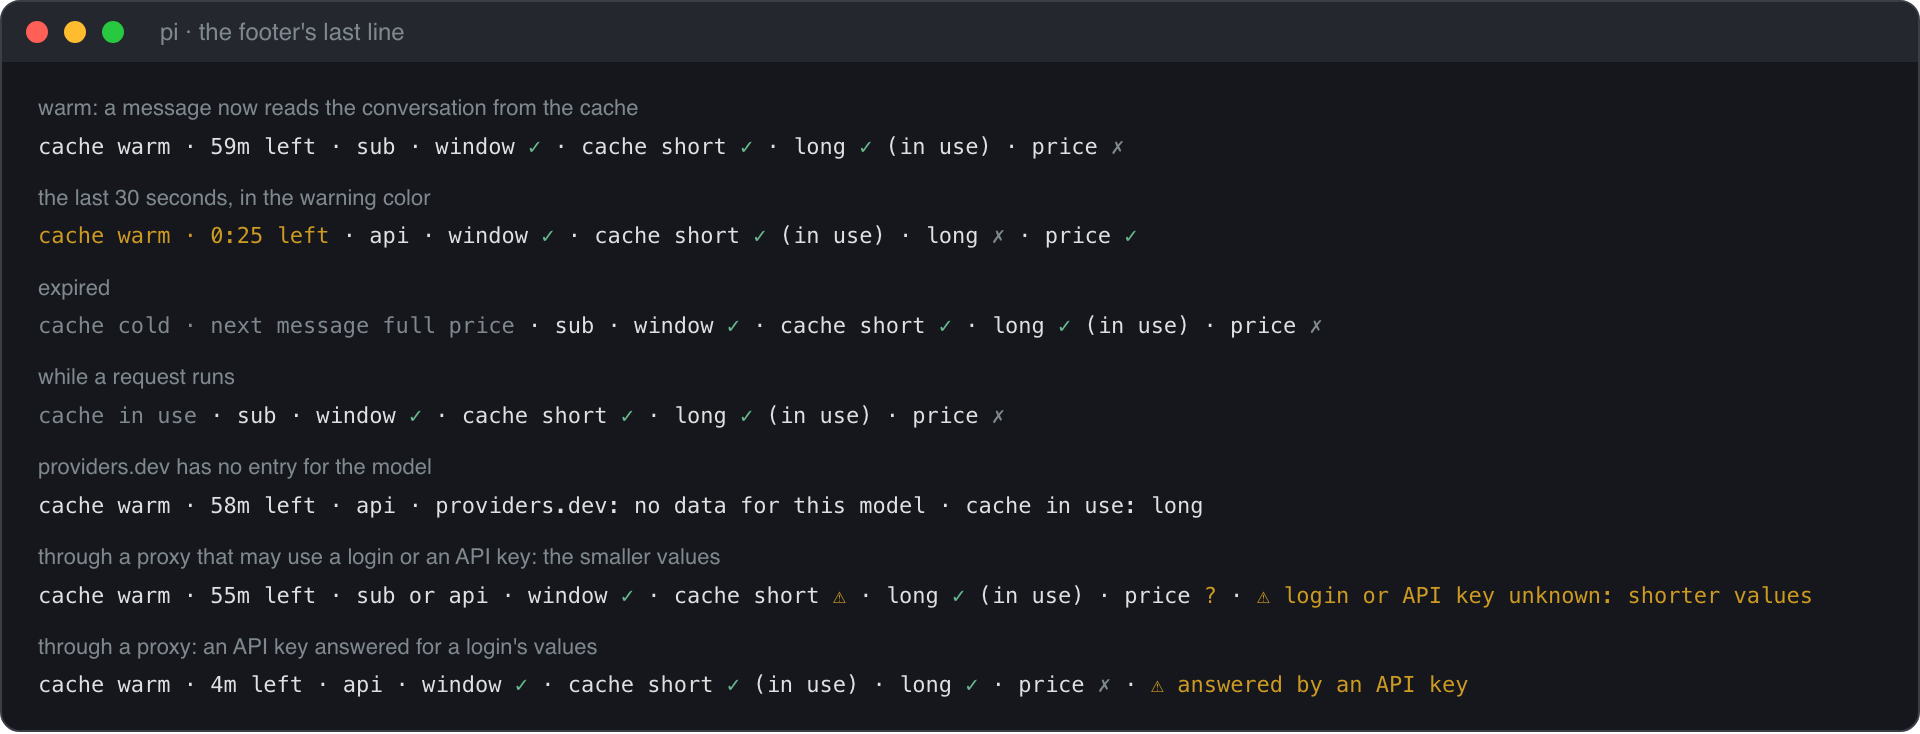 pi · the footer's last line
warm: a message now reads the conversation from the cache
cache warm · 59m left · sub · window ✓ · cache short ✓ · long ✓ (in use) · price ✗
the last 30 seconds, in the warning color
cache warm · 0:25 left · api · window ✓ · cache short ✓ (in use) · long ✗ · price ✓
expired
cache cold · next message full price · sub · window ✓ · cache short ✓ · long ✓ (in use) · price ✗
while a request runs
cache in use · sub · window ✓ · cache short ✓ · long ✓ (in use) · price ✗
providers.dev has no entry for the model
cache warm · 58m left · api · providers.dev: no data for this model · cache in use: long
through a proxy that may use a login or an API key: the smaller values
cache warm · 55m left · sub or api · window ✓ · cache short ⚠ · long ✓ (in use) · price ? · ⚠ login or API key unknown: shorter values
through a proxy: an API key answered for a login's values
cache warm · 4m left · api · window ✓ · cache short ✓ (in use) · long ✓ · price ✗ · ⚠ answered by an API key